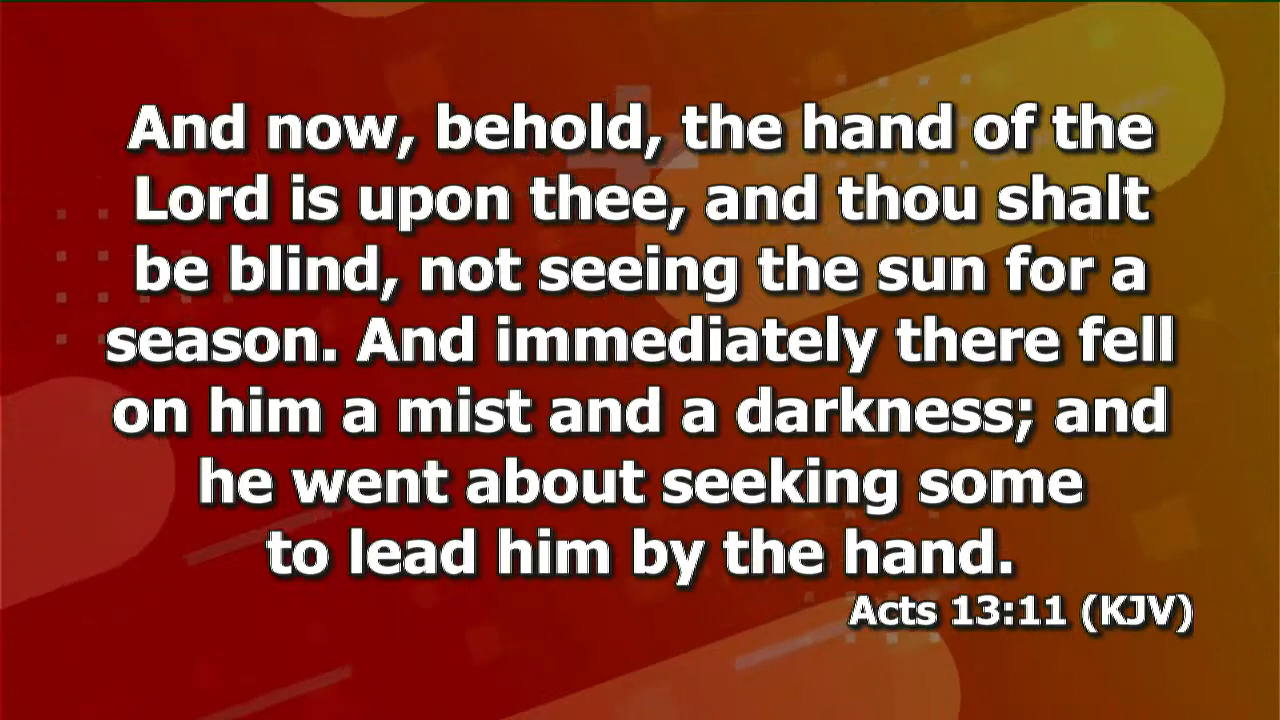 And now, behold, the hand of the
Lord is upon thee, and thou shalt
be blind, not seeing the sun for a
season. And immediately there fell
on him a mist and a darkness; and
he went about seeking some
to lead him by the hand.
Acts 13:11 (KJV)